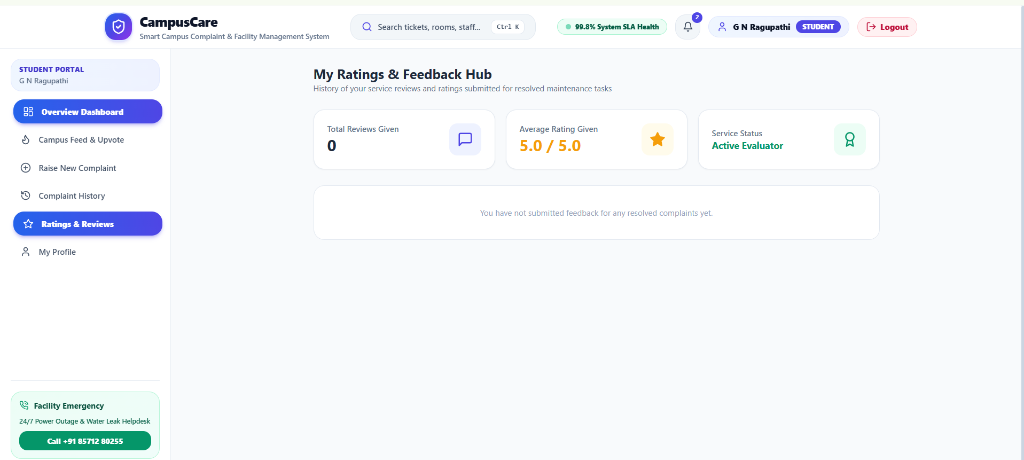 CampusCare
Smart Campus Complaint & Facility Management System
Search tickets, rooms, staff...
Ctrl K
99.8% System SLA Health
2
G N Ragupathi
STUDENT
Logout
STUDENT PORTAL
G N Ragupathi
Overview Dashboard
Campus Feed & Upvote
Raise New Complaint
Complaint History
Ratings & Reviews
My Profile
Facility Emergency
24/7 Power Outage & Water Leak Helpdesk
Call +91 85712 80255
My Ratings & Feedback Hub
History of your service reviews and ratings submitted for resolved maintenance tasks
Total Reviews Given
0
Average Rating Given
5.0 / 5.0
Service Status
Active Evaluator
You have not submitted feedback for any resolved complaints yet.